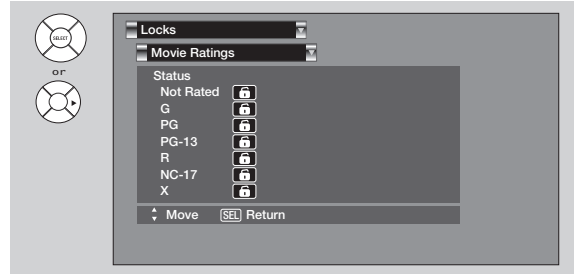 SELECT
or
Locks
Movie Ratings
Status
Not Rated
G
PG
PG-13
R
NC-17
X
Move SEL Return